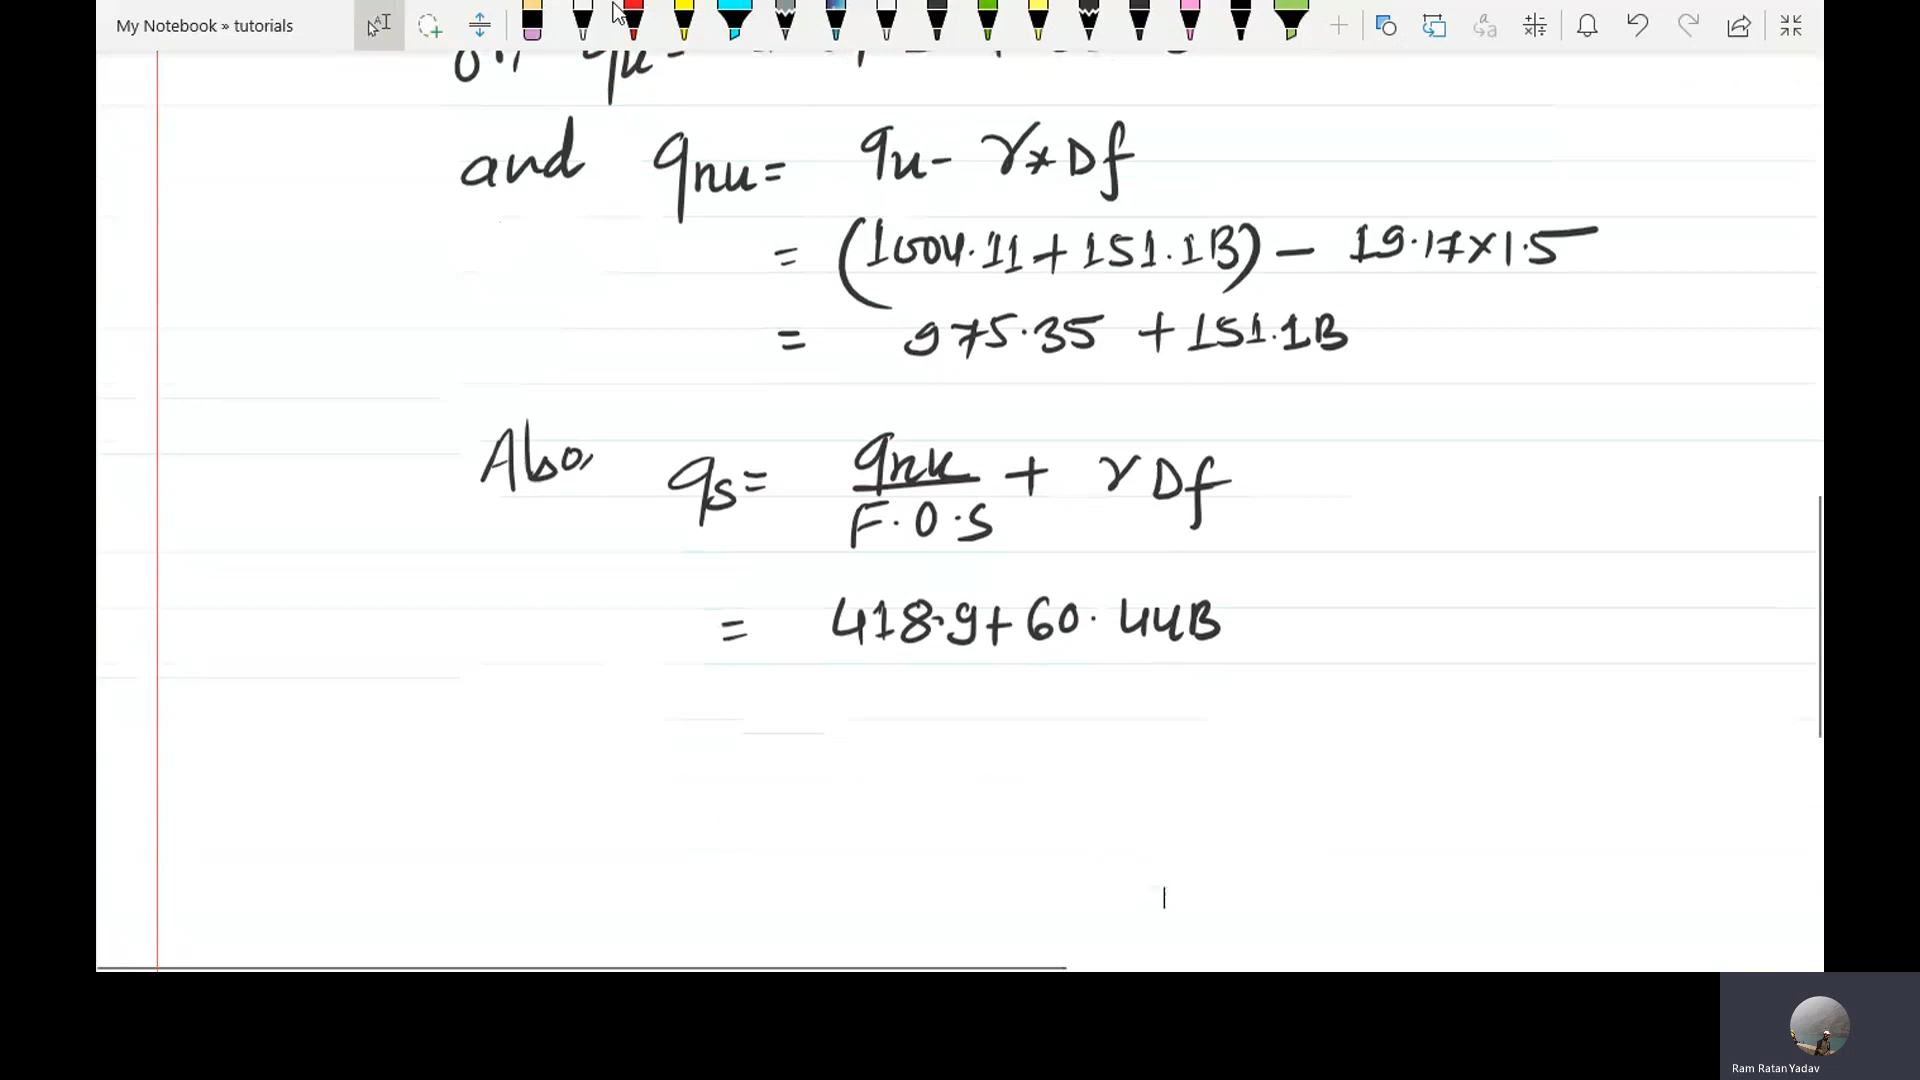 My Notebook » tutorials
and qnu = qu - γ * Df
= (1004.11 + 151.1B) - 19.17 × 1.5
= 975.35 + 151.1B
Also, qs = qnu / F.O.S + γ Df
= 418.9 + 60.44B
Ram Ratan Yadav